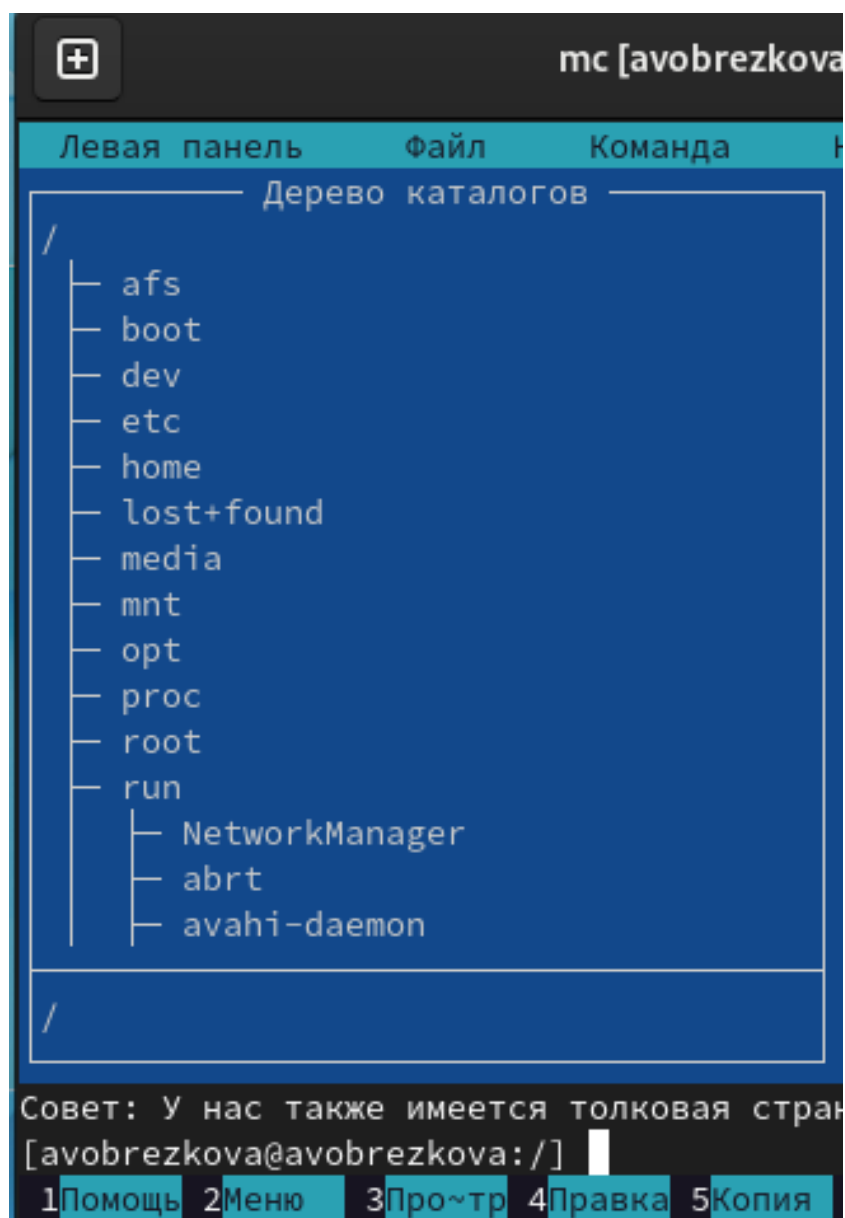 mc [avobrezkova
Левая панель Файл Команда
Дерево каталогов
/
afs
boot
dev
etc
home
lost+found
media
mnt
opt
proc
root
run
NetworkManager
abrt
avahi-daemon
/
Совет: У нас также имеется толковая
[avobrezkova@avobrezkova:/]
1Помощь 2Меню 3Про~тр 4Правка 5Копия